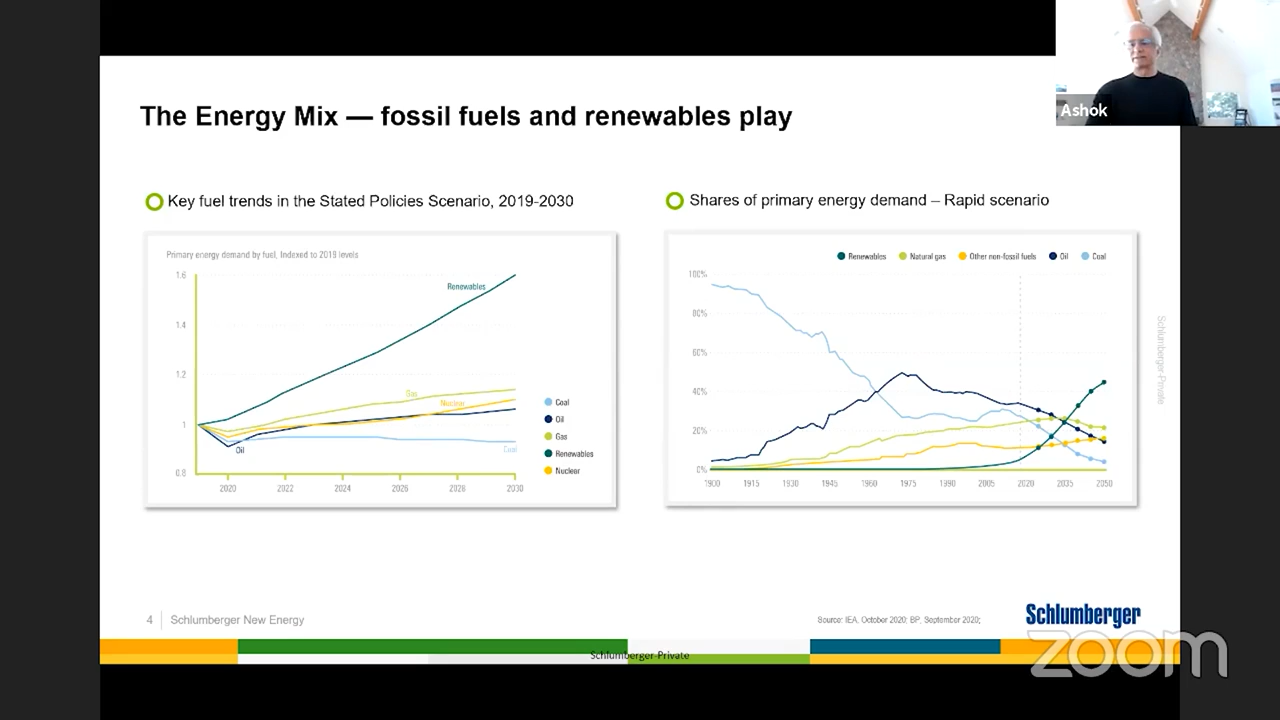 Ashok
The Energy Mix — fossil fuels and renewables play
Key fuel trends in the Stated Policies Scenario, 2019-2030
Primary energy demand by fuel, Indexed to 2019 levels
1.6
1.4
1.2
1
0.8
Renewables
Gas
Nuclear
Oil
Coal
2020 2022 2024 2026 2028 2030
Coal
Oil
Gas
Renewables
Nuclear
Shares of primary energy demand – Rapid scenario
Renewables Natural gas Other non-fossil fuels Oil Coal
100%
80%
60%
40%
20%
0%
1900 1915 1930 1945 1960 1975 1990 2005 2020 2035 2050
Schlumberger-Private
4 Schlumberger New Energy
Source: IEA, October 2020; BP, September 2020;
Schlumberger
Schlumberger-Private
zoom